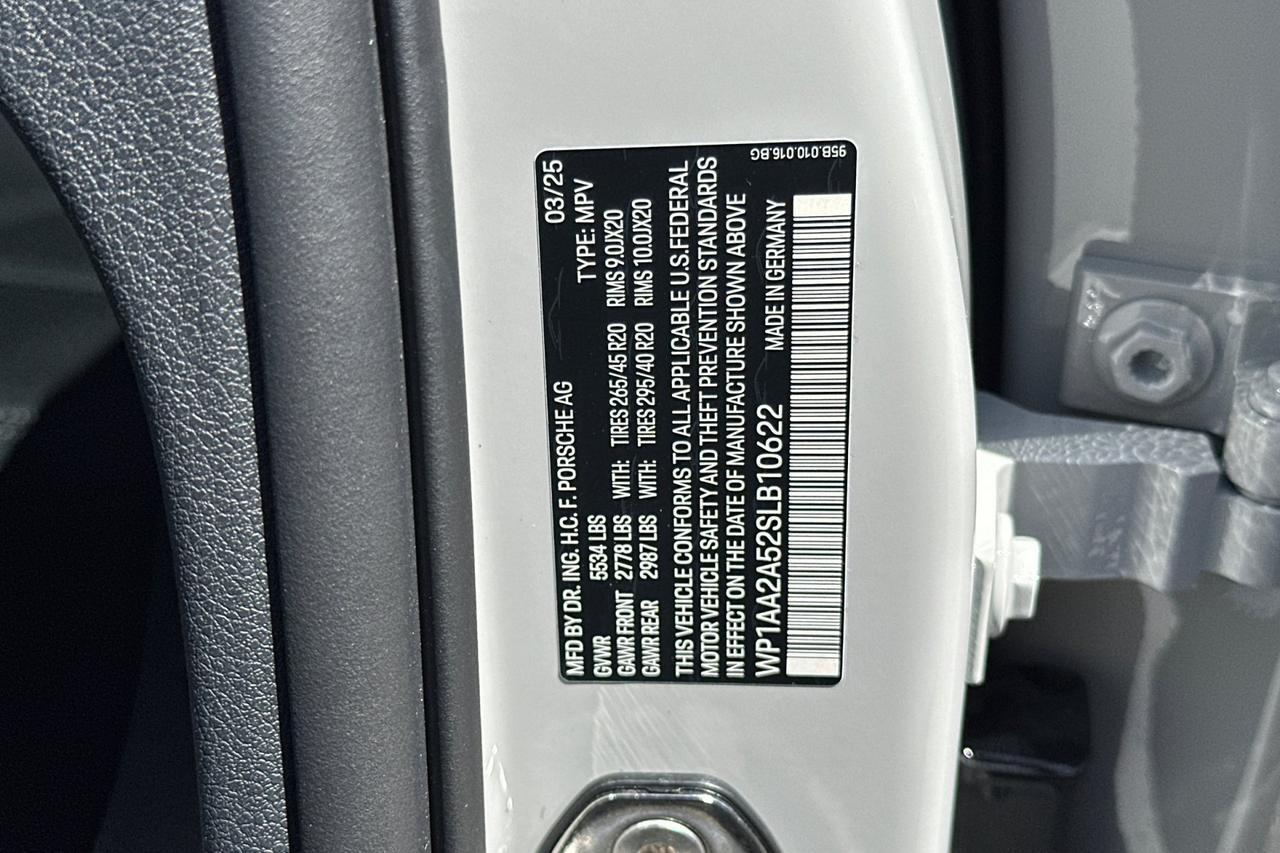 03/25
MFD BY DR. ING. H.C. F. PORSCHE AG
GVWR 5534 LBS TYPE: MPV
GAWR FRONT 2778 LBS WITH: TIRES 265/45 R20 RIMS 9.0JX20
GAWR REAR 2987 LBS WITH: TIRES 295/40 R20 RIMS 10.0JX20
THIS VEHICLE CONFORMS TO ALL APPLICABLE U.S. FEDERAL
MOTOR VEHICLE SAFETY AND THEFT PREVENTION STANDARDS
IN EFFECT ON THE DATE OF MANUFACTURE SHOWN ABOVE
WP1AA2A52SLB10622 MADE IN GERMANY
95B.010.016.BG